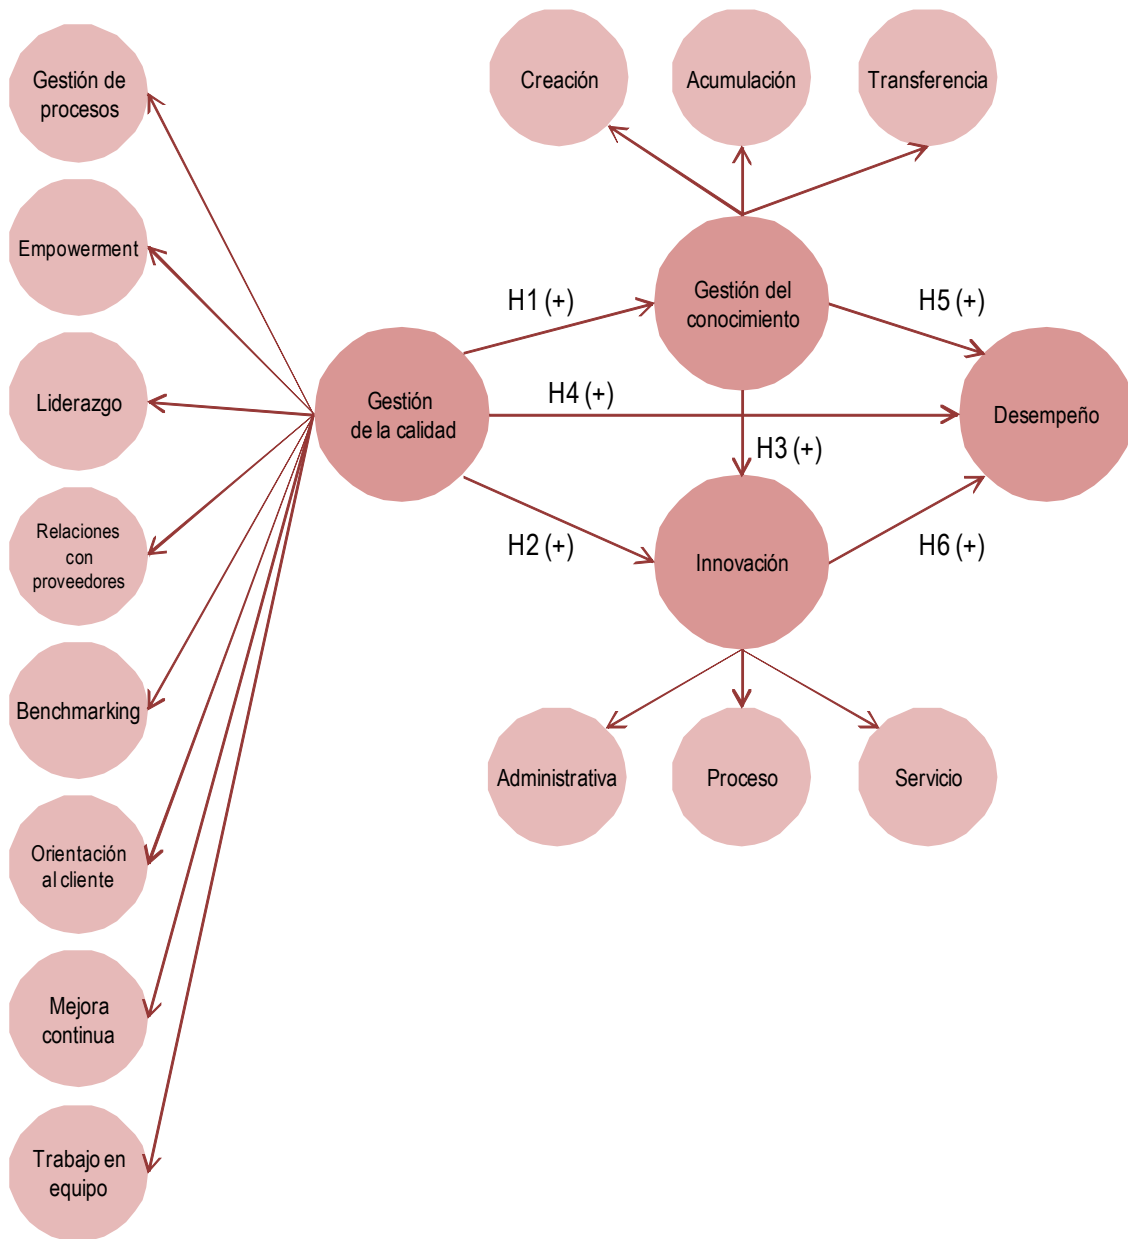 Gestión de
procesos
Empowerment
Liderazgo
Relaciones
con
proveedores
Benchmarking
Orientación
al cliente
Mejora
continua
Trabajo en
equipo
Gestión
de la calidad
Creación
Acumulación
Transferencia
Gestión del
conocimiento
H1 (+)
H5 (+)
H4 (+)
H3 (+)
H2 (+)
H6 (+)
Desempeño
Innovación
Administrativa
Proceso
Servicio